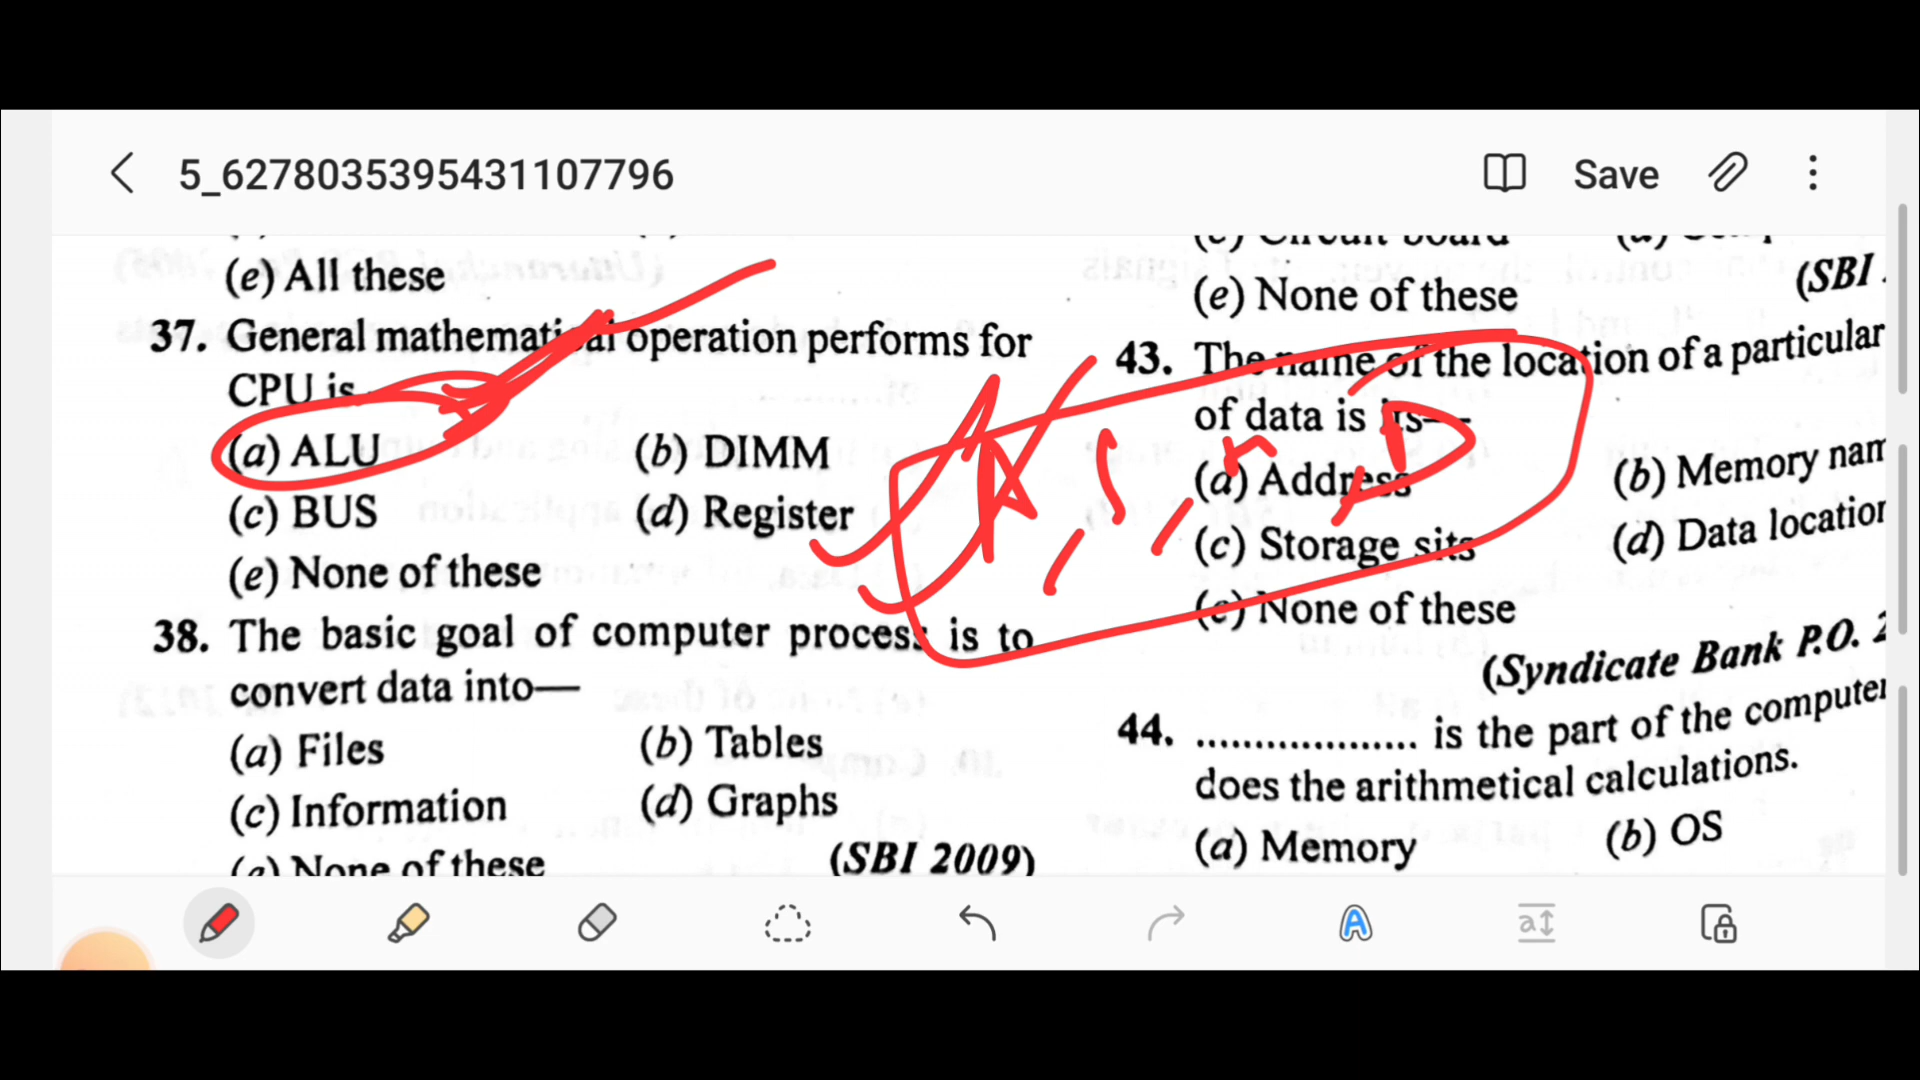 5_6278035395431107796
Save
(e) All these
37. General mathematical operation performs for
CPU is
(a) ALU (b) DIMM
(c) BUS (d) Register
(e) None of these
38. The basic goal of computer process is to
convert data into—
(a) Files (b) Tables
(c) Information (d) Graphs
(e) None of these (SBI 2009)
(c) Circuit board
(e) None of these
(SBI
43. The name of the location of a particular
of data is its—
(a) Address (b) Memory nam
(c) Storage sits (d) Data location
(e) None of these
(Syndicate Bank P.O. 2
44. ................... is the part of the computer
does the arithmetical calculations.
(a) Memory (b) OS